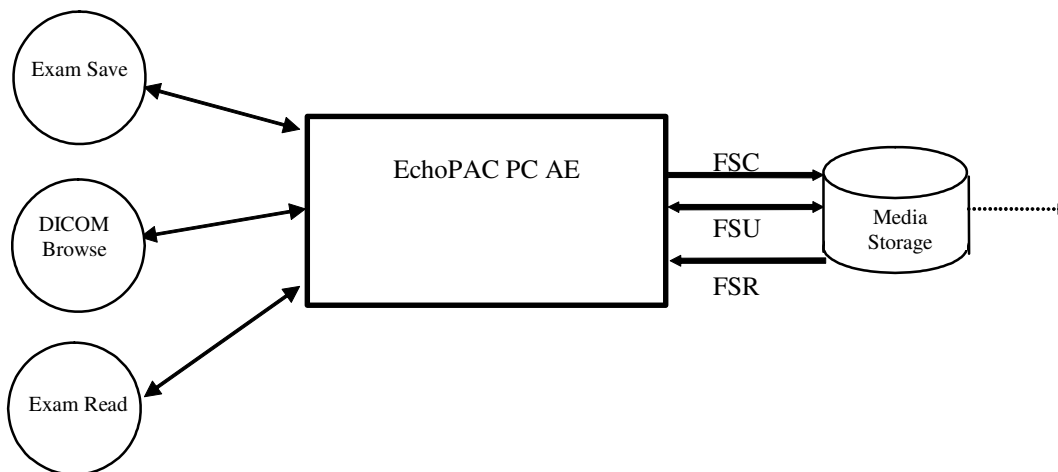 Exam Save
EchoPAC PC AE
FSC
DICOM
Browse
FSU
Media
Storage
FSR
Exam Read